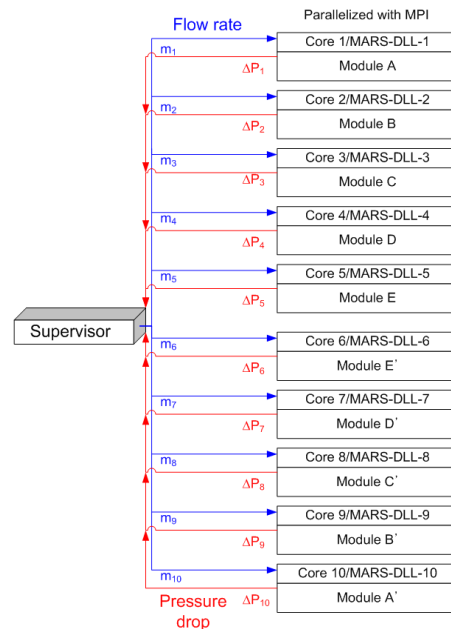 Parallelized with MPI
Flow rate
Core 1/MARS-DLL-1
m₁
ΔP₁
Module A
Core 2/MARS-DLL-2
m₂
ΔP₂
Module B
Core 3/MARS-DLL-3
m₃
ΔP₃
Module C
Core 4/MARS-DLL-4
m₄
ΔP₄
Module D
Core 5/MARS-DLL-5
m₅
ΔP₅
Module E
Supervisor
Core 6/MARS-DLL-6
m₆
ΔP₆
Module E'
Core 7/MARS-DLL-7
m₇
ΔP₇
Module D'
Core 8/MARS-DLL-8
m₈
ΔP₈
Module C'
Core 9/MARS-DLL-9
m₉
ΔP₉
Module B'
Core 10/MARS-DLL-10
m₁₀
ΔP₁₀
Module A'
Pressure
drop